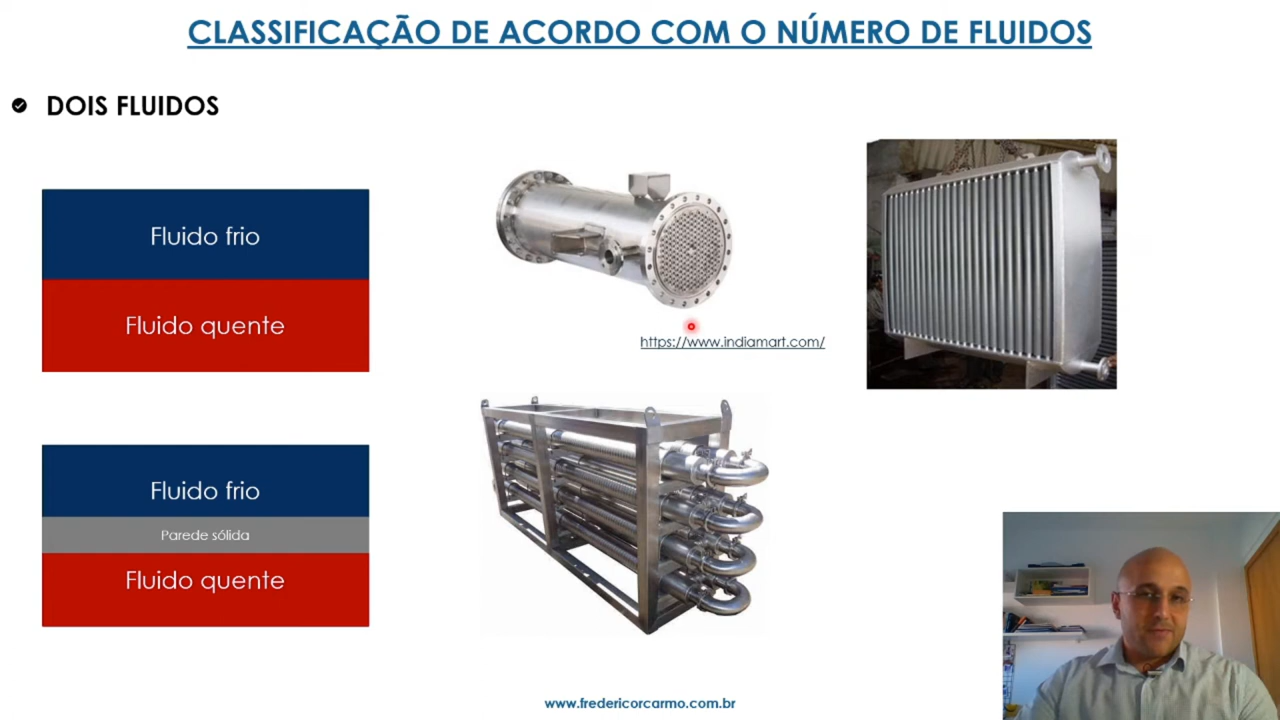 CLASSIFICAÇÃO DE ACORDO COM O NÚMERO DE FLUIDOS
DOIS FLUIDOS
Fluido frio
Fluido quente
https://www.indiamart.com/
Fluido frio
Parede sólida
Fluido quente
www.fredericorcarmo.com.br